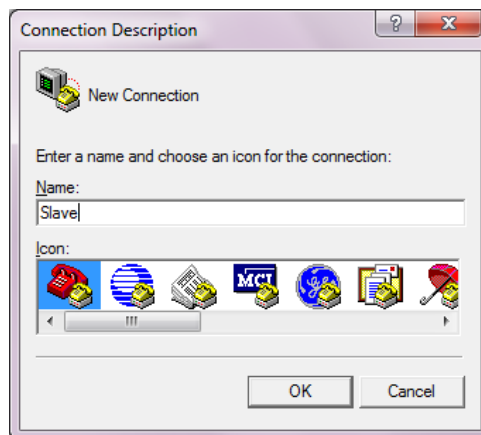 Connection Description
New Connection
Enter a name and choose an icon for the connection:
Name:
Slave
Icon:
MCI
OK Cancel